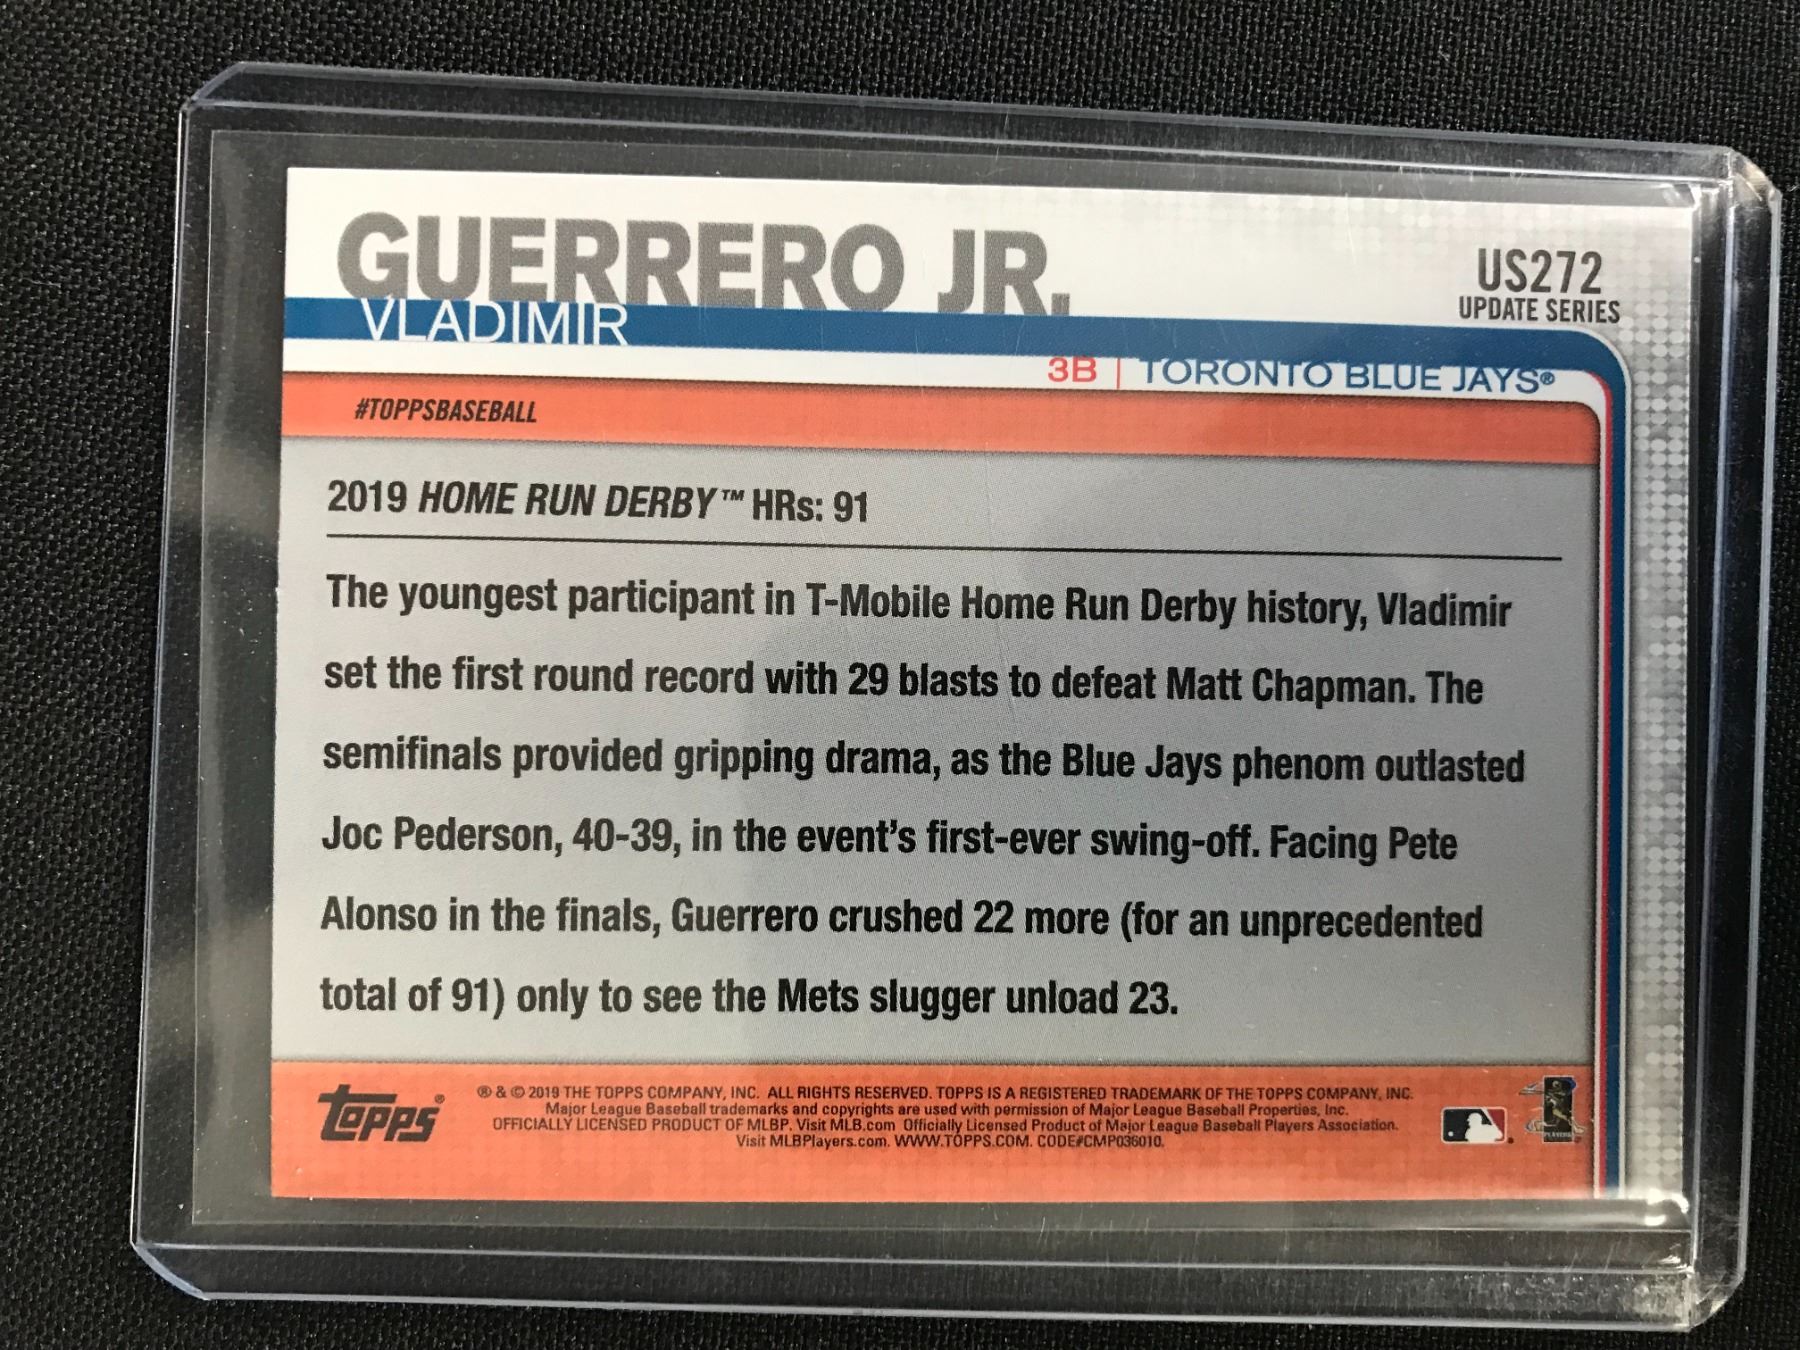 GUERRERO JR.
VLADIMIR
US272
UPDATE SERIES
3B | TORONTO BLUE JAYS®
#TOPPSBASEBALL
2019 HOME RUN DERBY™ HRs: 91
The youngest participant in T-Mobile Home Run Derby history, Vladimir
set the first round record with 29 blasts to defeat Matt Chapman. The
semifinals provided gripping drama, as the Blue Jays phenom outlasted
Joc Pederson, 40-39, in the event's first-ever swing-off. Facing Pete
Alonso in the finals, Guerrero crushed 22 more (for an unprecedented
total of 91) only to see the Mets slugger unload 23.
topps®
® & © 2019 THE TOPPS COMPANY, INC. ALL RIGHTS RESERVED. TOPPS IS A REGISTERED TRADEMARK OF THE TOPPS COMPANY, INC.
Major League Baseball trademarks and copyrights are used with permission of Major League Baseball Properties, Inc.
OFFICIALLY LICENSED PRODUCT OF MLBP. Visit MLB.com Officially Licensed Product of Major League Baseball Players Association.
Visit MLBPlayers.com. WWW.TOPPS.COM. CODE#CMP036010.
PLAYERS